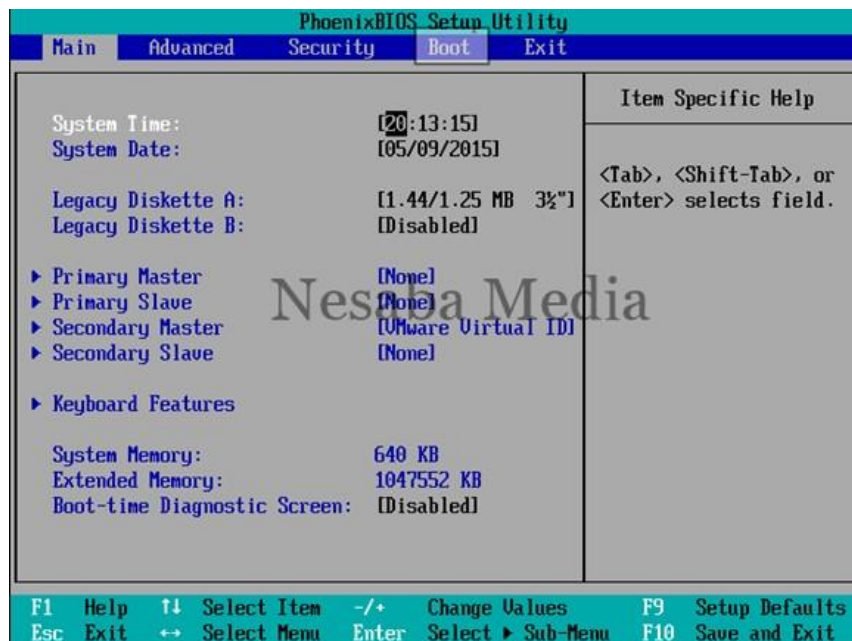 PhoenixBIOS Setup Utility
Main Advanced Security Boot Exit
Item Specific Help
System Time: [20:13:15]
System Date: [05/09/2015]
<Tab>, <Shift-Tab>, or
<Enter> selects field.
Legacy Diskette A: [1.44/1.25 MB 3½"]
Legacy Diskette B: [Disabled]
▶ Primary Master [None]
▶ Primary Slave [None]
▶ Secondary Master [VMware Virtual ID]
▶ Secondary Slave [None]
Nesaba Media
▶ Keyboard Features
System Memory: 640 KB
Extended Memory: 1047552 KB
Boot-time Diagnostic Screen: [Disabled]
F1 Help ↑↓ Select Item -/+ Change Values F9 Setup Defaults
Esc Exit ↔ Select Menu Enter Select ▶ Sub-Menu F10 Save and Exit